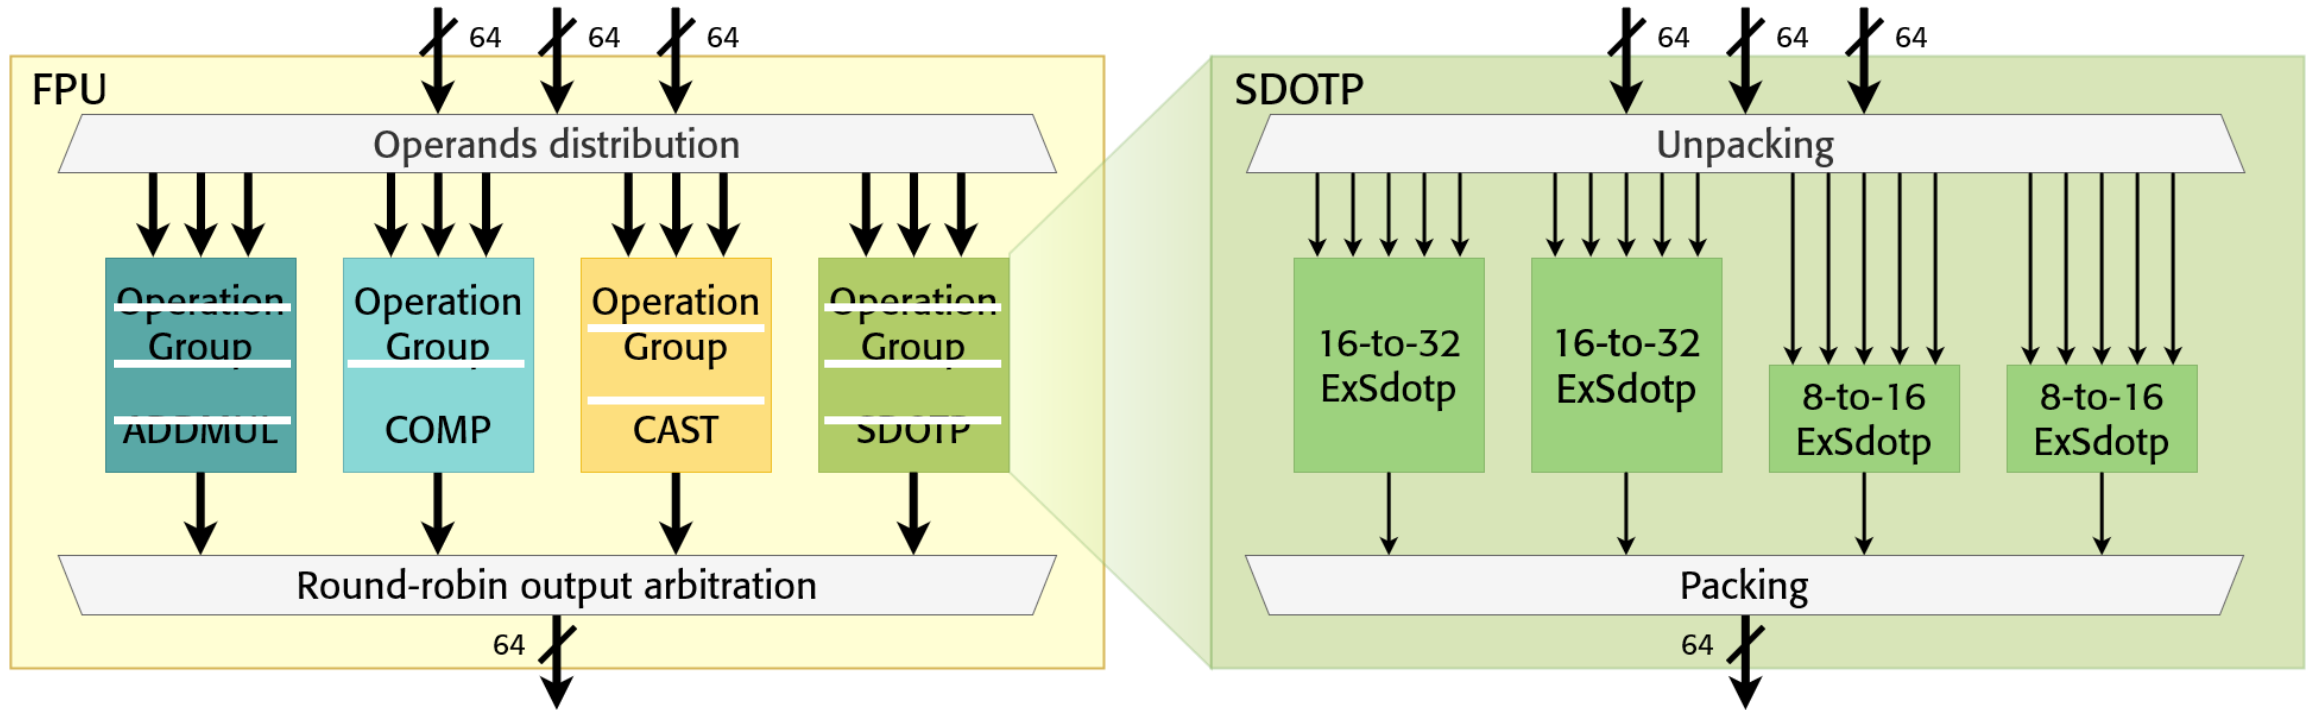 64 64 64
FPU
Operands distribution
Operation
Group
ADDMUL
Operation
Group
COMP
Operation
Group
CAST
Operation
Group
SDOTP
Round-robin output arbitration
64
64 64 64
SDOTP
Unpacking
16-to-32
ExSdotp
16-to-32
ExSdotp
8-to-16
ExSdotp
8-to-16
ExSdotp
Packing
64